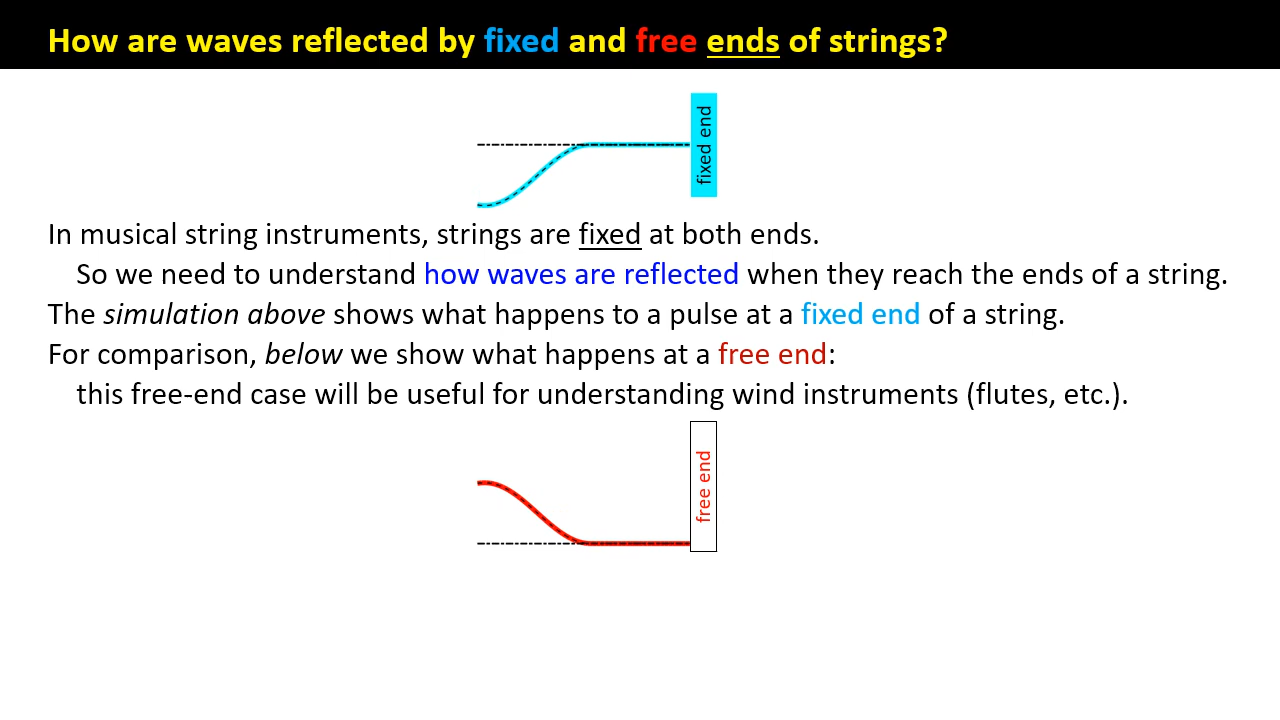 How are waves reflected by fixed and free ends of strings?
fixed end
In musical string instruments, strings are fixed at both ends.
So we need to understand how waves are reflected when they reach the ends of a string.
The simulation above shows what happens to a pulse at a fixed end of a string.
For comparison, below we show what happens at a free end:
this free-end case will be useful for understanding wind instruments (flutes, etc.).
free end